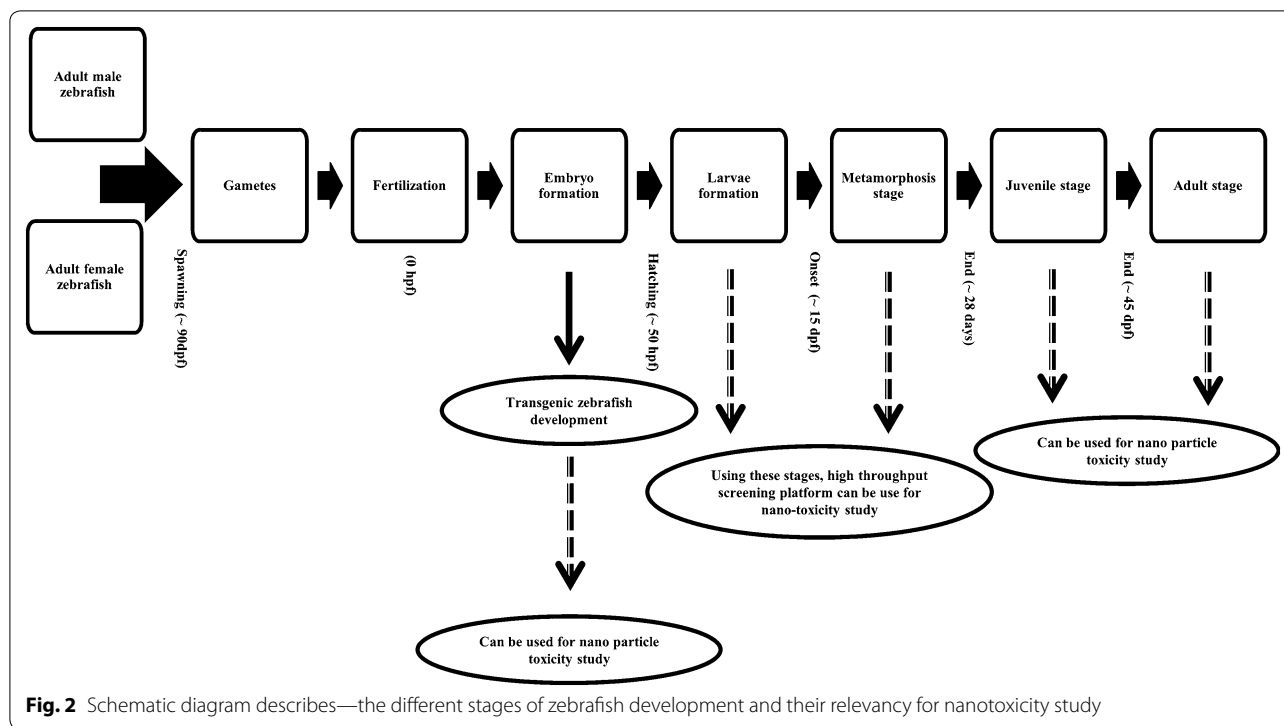 Adult male
zebrafish
Adult female
zebrafish
Spawning (~ 90dpf)
Gametes
Fertilization
(0 hpf)
Embryo
formation
Hatching (~ 50 hpf)
Larvae
formation
Onset (~ 15 dpf)
Metamorphosis
stage
End (~ 28 days)
Juvenile stage
End (~ 45 dpf)
Adult stage
Transgenic zebrafish
development
Can be used for nano particle
toxicity study
Using these stages, high throughput
screening platform can be use for
nano-toxicity study
Can be used for nano particle
toxicity study
Fig. 2 Schematic diagram describes—the different stages of zebrafish development and their relevancy for nanotoxicity study